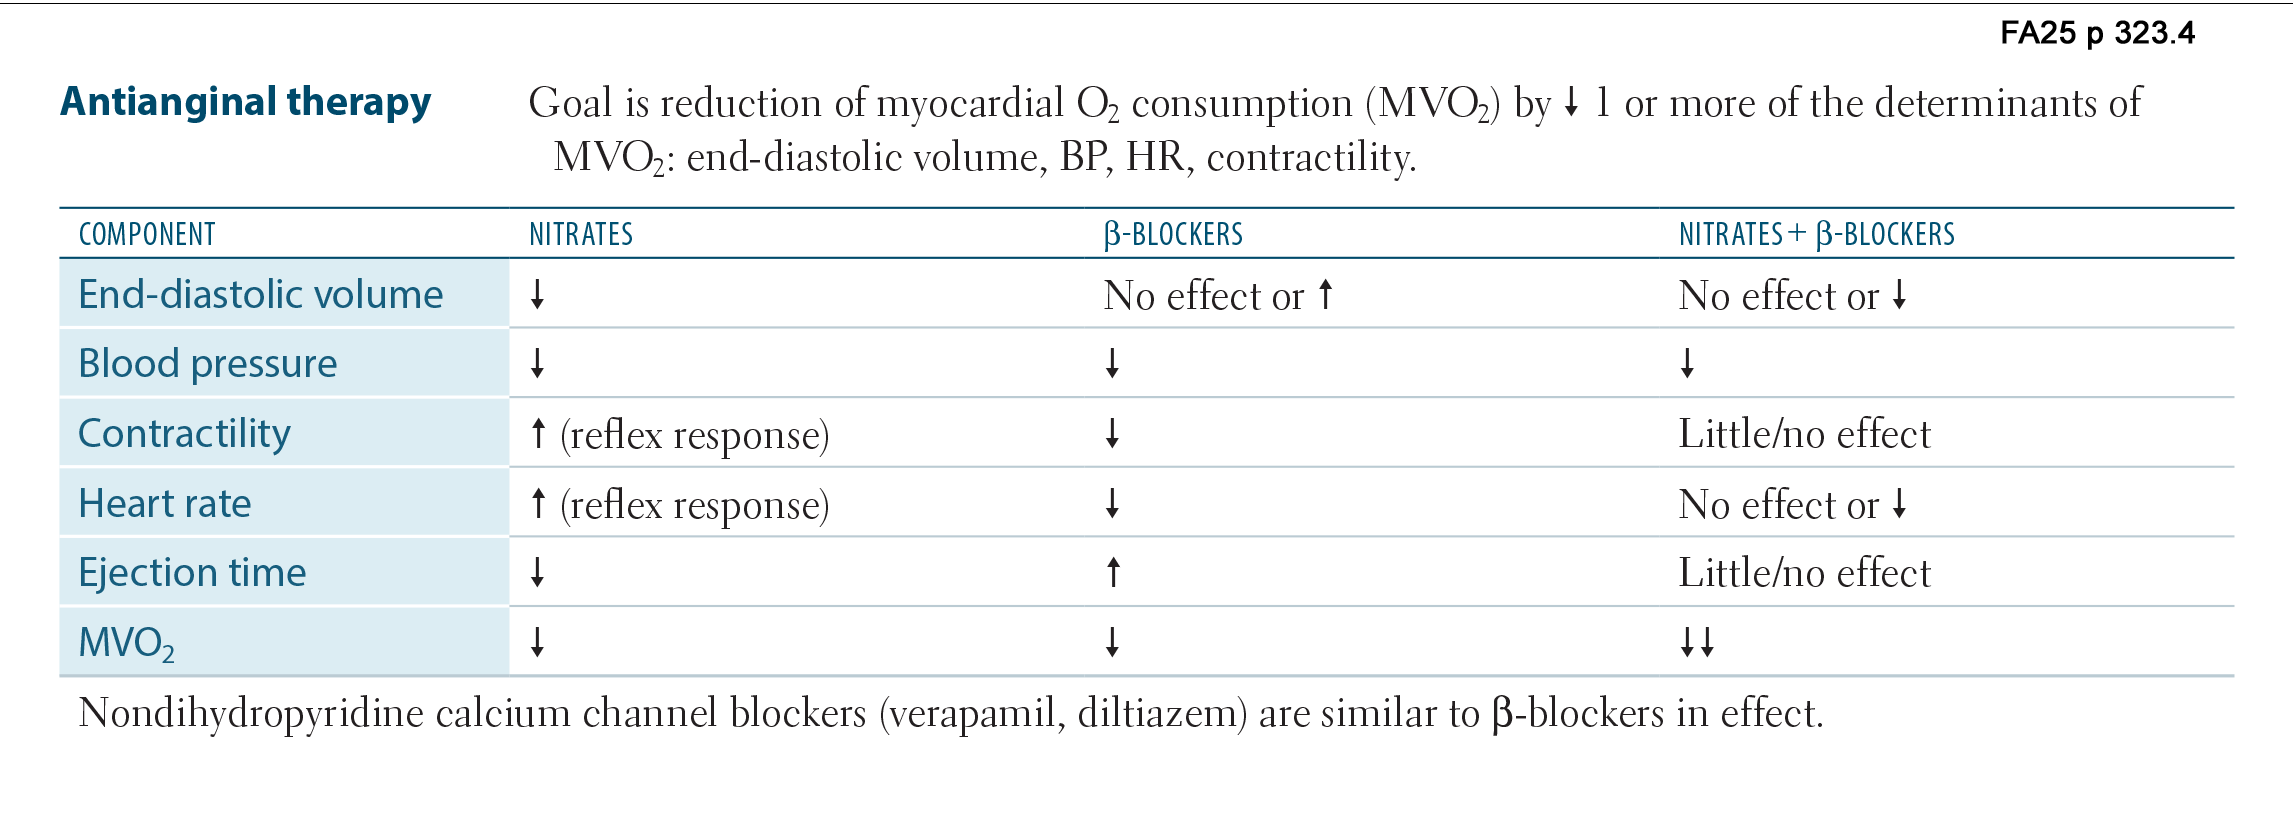 FA25 p 323.4
Antianginal therapy Goal is reduction of myocardial O₂ consumption (MVO₂) by ↓ 1 or more of the determinants of
MVO₂: end-diastolic volume, BP, HR, contractility.
COMPONENT NITRATES β-BLOCKERS NITRATES + β-BLOCKERS
End-diastolic volume ↓ No effect or ↑ No effect or ↓
Blood pressure ↓ ↓ ↓
Contractility ↑ (reflex response) ↓ Little/no effect
Heart rate ↑ (reflex response) ↓ No effect or ↓
Ejection time ↓ ↑ Little/no effect
MVO₂ ↓ ↓ ↓↓
Nondihydropyridine calcium channel blockers (verapamil, diltiazem) are similar to β-blockers in effect.